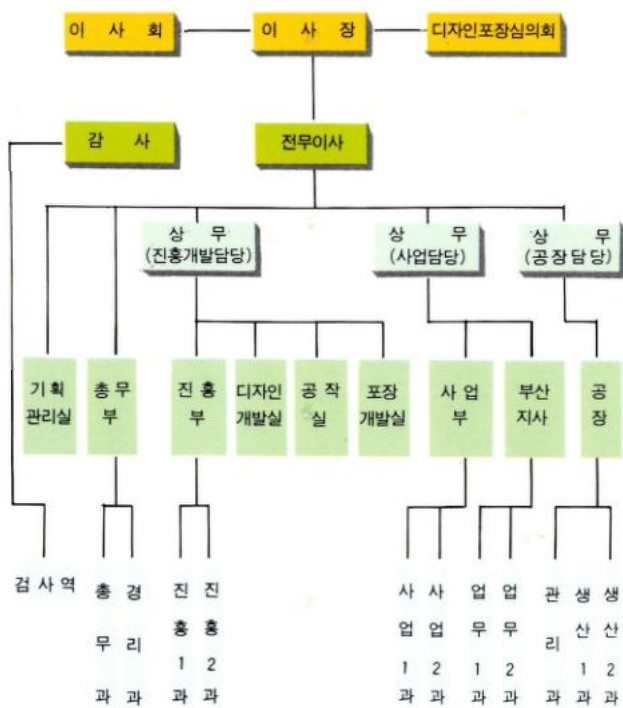 이 사 회
이 사 장
디자인포장심의회
감 사
전무이사
상 무
(진흥개발담당)
상 무
(사업담당)
상 무
(공장담당)
기획
관리실
총무
부
진흥
부
디자인
개발실
공작
실
포장
개발실
사업
부
부산
지사
공
장
검사역
총무과
경리과
진흥1과
진흥2과
사업1과
사업2과
업무1과
업무2과
관리과
생산1과
생산2과